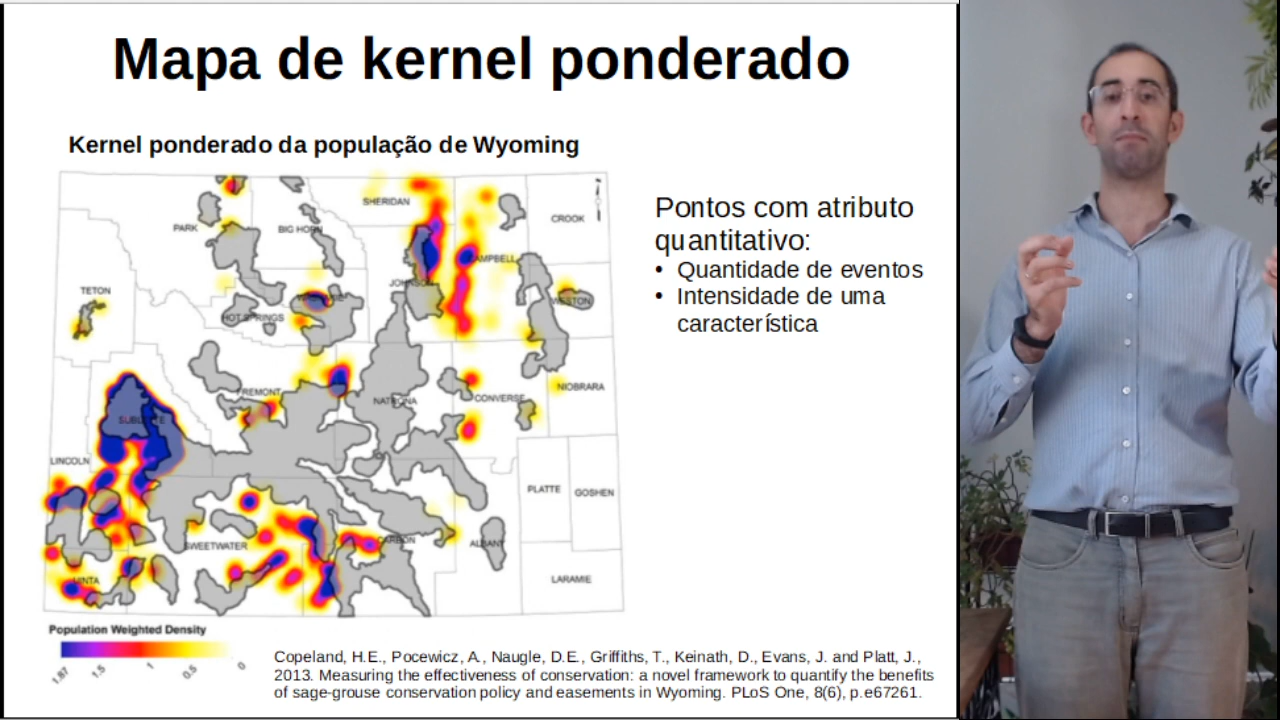 Mapa de kernel ponderado
Kernel ponderado da população de Wyoming
Pontos com atributo
quantitativo:
• Quantidade de eventos
• Intensidade de uma
característica
SHERIDAN
CROOK
PARK
BIG HORN
CAMPBELL
JOHNSON
TETON
WESTON
HOT SPRINGS
FREMONT
NATRONA
CONVERSE
NIOBRARA
SUBLETTE
LINCOLN
PLATTE
GOSHEN
SWEETWATER
CARBON
ALBANY
UINTA
LARAMIE
Population Weighted Density
1.87 1.5 1 0.5 0
Copeland, H.E., Pocewicz, A., Naugle, D.E., Griffiths, T., Keinath, D., Evans, J. and Platt, J.,
2013. Measuring the effectiveness of conservation: a novel framework to quantify the benefits
of sage-grouse conservation policy and easements in Wyoming. PLoS One, 8(6), p.e67261.